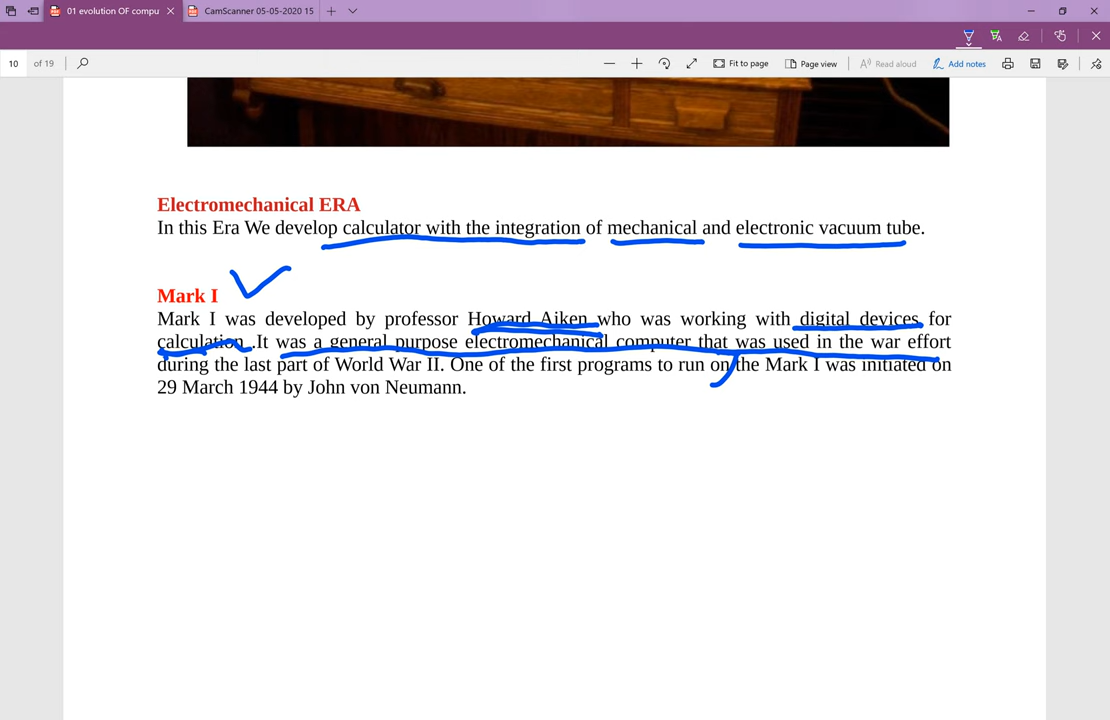 01 evolution OF compu
CamScanner 05-05-2020 15
10 of 19
Fit to page
Page view
Read aloud
Add notes
Electromechanical ERA
In this Era We develop calculator with the integration of mechanical and electronic vacuum tube.
Mark I
Mark I was developed by professor Howard Aiken who was working with digital devices for
calculation .It was a general purpose electromechanical computer that was used in the war effort
during the last part of World War II. One of the first programs to run on the Mark I was initiated on
29 March 1944 by John von Neumann.